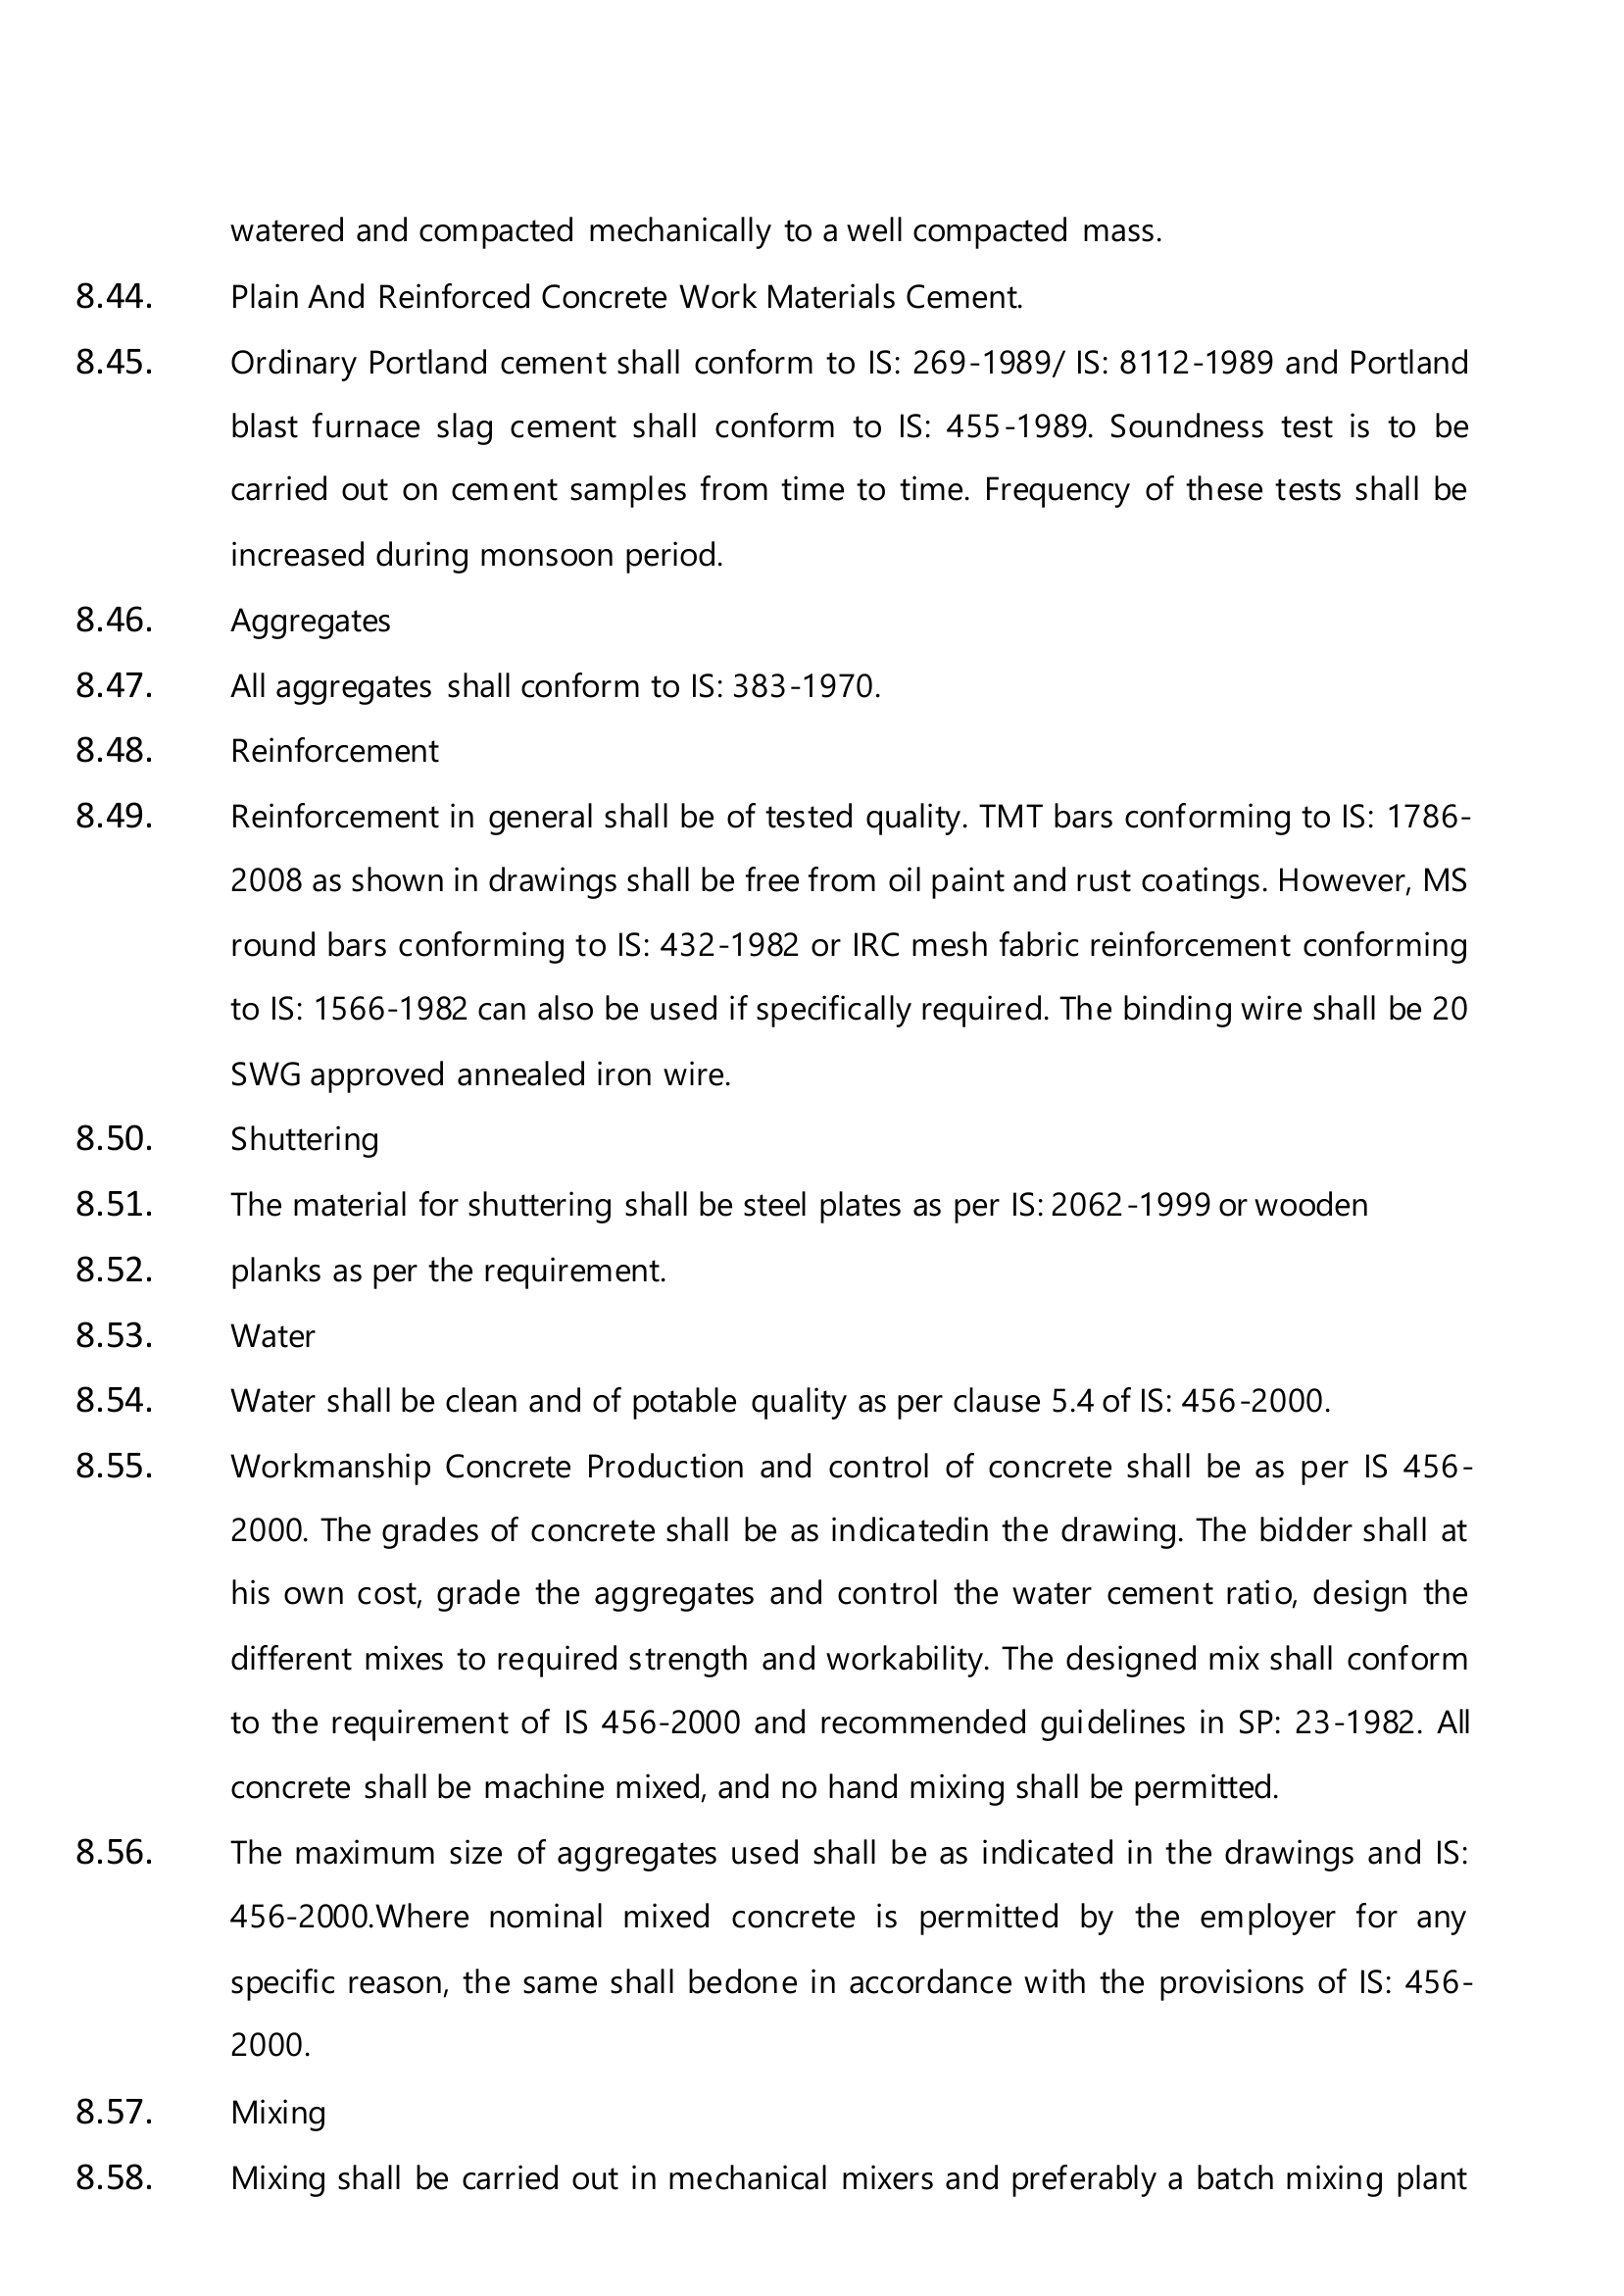 watered and compacted mechanically to a well compacted mass.
8.44. Plain And Reinforced Concrete Work Materials Cement.
8.45. Ordinary Portland cement shall conform to IS: 269-1989/ IS: 8112-1989 and Portland
blast furnace slag cement shall conform to IS: 455-1989. Soundness test is to be
carried out on cement samples from time to time. Frequency of these tests shall be
increased during monsoon period.
8.46. Aggregates
8.47. All aggregates shall conform to IS: 383-1970.
8.48. Reinforcement
8.49. Reinforcement in general shall be of tested quality. TMT bars conforming to IS: 1786-
2008 as shown in drawings shall be free from oil paint and rust coatings. However, MS
round bars conforming to IS: 432-1982 or IRC mesh fabric reinforcement conforming
to IS: 1566-1982 can also be used if specifically required. The binding wire shall be 20
SWG approved annealed iron wire.
8.50. Shuttering
8.51. The material for shuttering shall be steel plates as per IS: 2062-1999 or wooden
8.52. planks as per the requirement.
8.53. Water
8.54. Water shall be clean and of potable quality as per clause 5.4 of IS: 456-2000.
8.55. Workmanship Concrete Production and control of concrete shall be as per IS 456-
2000. The grades of concrete shall be as indicatedin the drawing. The bidder shall at
his own cost, grade the aggregates and control the water cement ratio, design the
different mixes to required strength and workability. The designed mix shall conform
to the requirement of IS 456-2000 and recommended guidelines in SP: 23-1982. All
concrete shall be machine mixed, and no hand mixing shall be permitted.
8.56. The maximum size of aggregates used shall be as indicated in the drawings and IS:
456-2000.Where nominal mixed concrete is permitted by the employer for any
specific reason, the same shall bedone in accordance with the provisions of IS: 456-
2000.
8.57. Mixing
8.58. Mixing shall be carried out in mechanical mixers and preferably a batch mixing plant